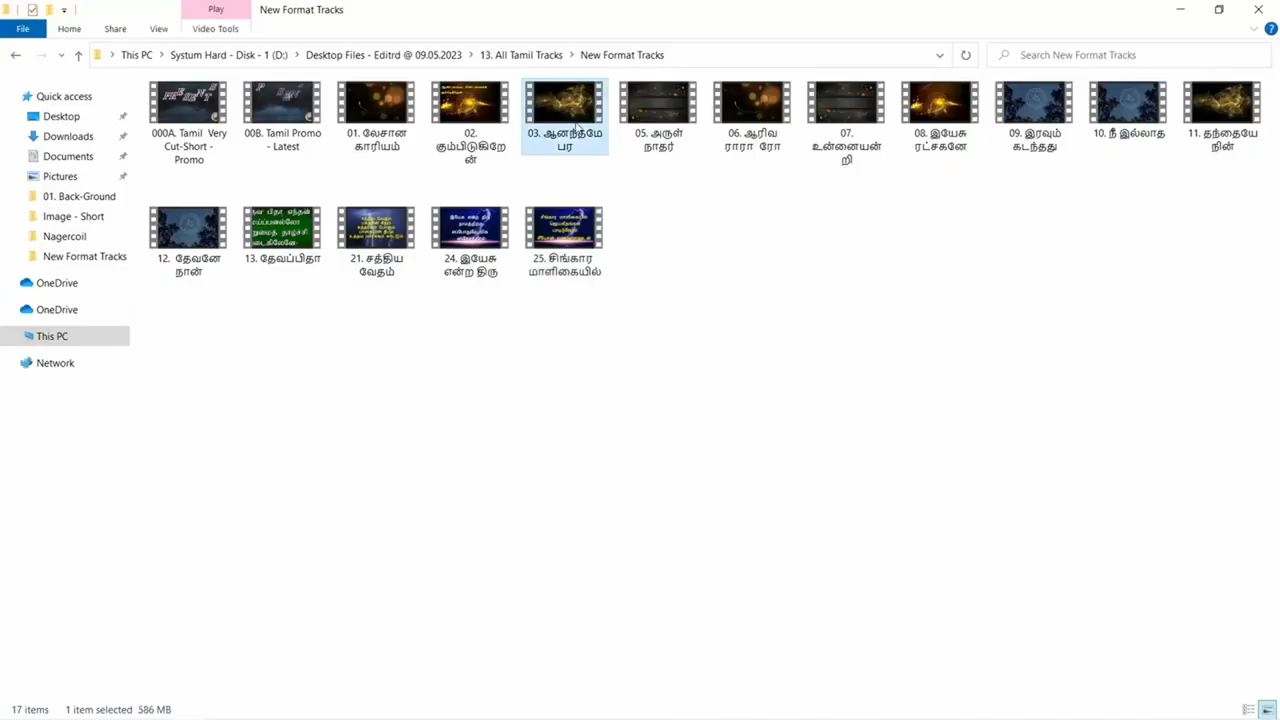 Play
New Format Tracks
File
Home
Share
View
Video Tools
This PC
Systum Hard - Disk - 1 (D:)
Desktop Files - Editrd @ 09.05.2023
13. All Tamil Tracks
New Format Tracks
Search New Format Tracks
Quick access
Desktop
Downloads
Documents
Pictures
01. Back-Ground
Image - Short
Nagercoil
New Format Tracks
OneDrive
OneDrive
This PC
Network
000A. Tamil Very
Cut-Short -
Promo
00B. Tamil Promo
- Latest
01. லேசான
காரியம்
02.
கும்பிடுகிறே
ன்
03. ஆனந்தமே
பர
05. அருள்
நாதர்
06. ஆரிவ
ராரா ரோ
07.
உன்னையன்
றி
08. இயேசு
ரட்சகனே
09. இரவும்
கடந்தது
10. நீ இல்லாத
11. தந்தையே
நின்
12. தேவனே
நான்
13. தேவப்பிதா
21. சத்திய
வேதம்
24. இயேசு
என்ற திரு
25. சிங்கார
மாளிகையில்
17 items
1 item selected 586 MB